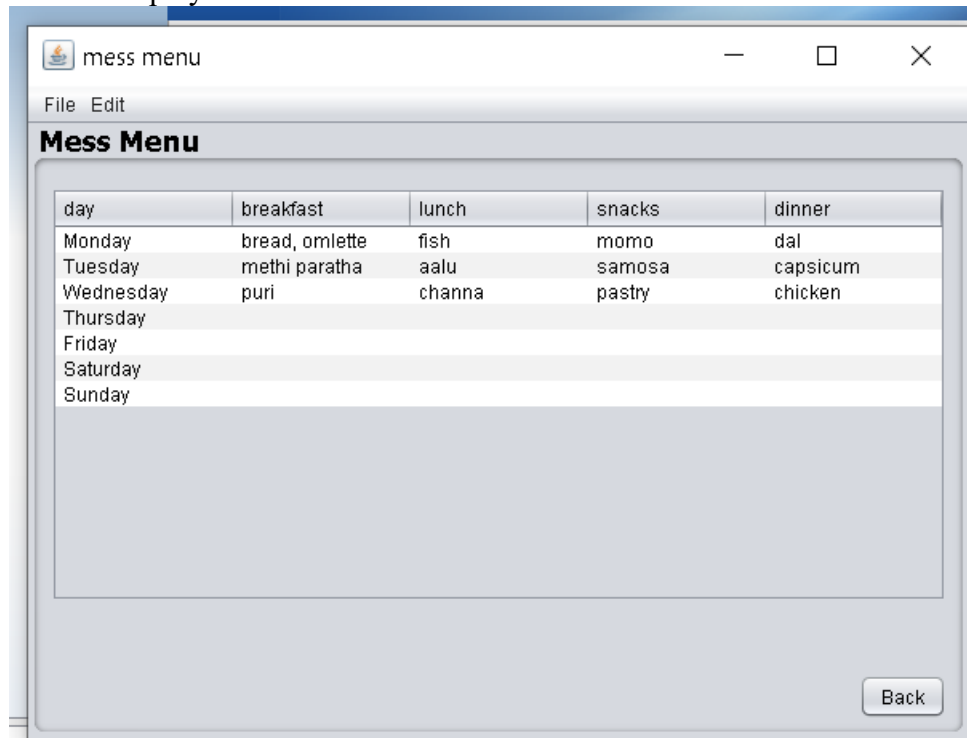 mess menu
File Edit
Mess Menu
day breakfast lunch snacks dinner
Monday bread, omlette fish momo dal
Tuesday methi paratha aalu samosa capsicum
Wednesday puri channa pastry chicken
Thursday
Friday
Saturday
Sunday
Back